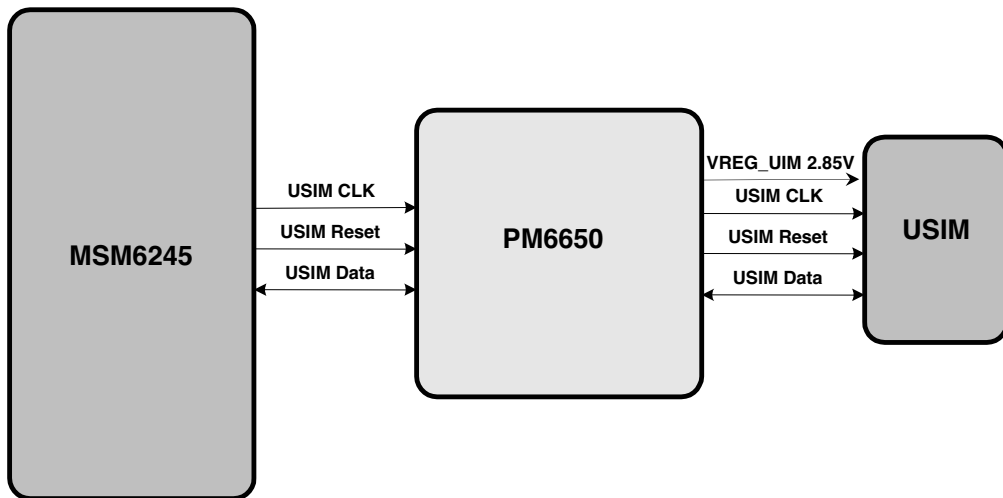 MSM6245
USIM CLK
USIM Reset
USIM Data
PM6650
VREG_UIM 2.85V
USIM CLK
USIM Reset
USIM Data
USIM